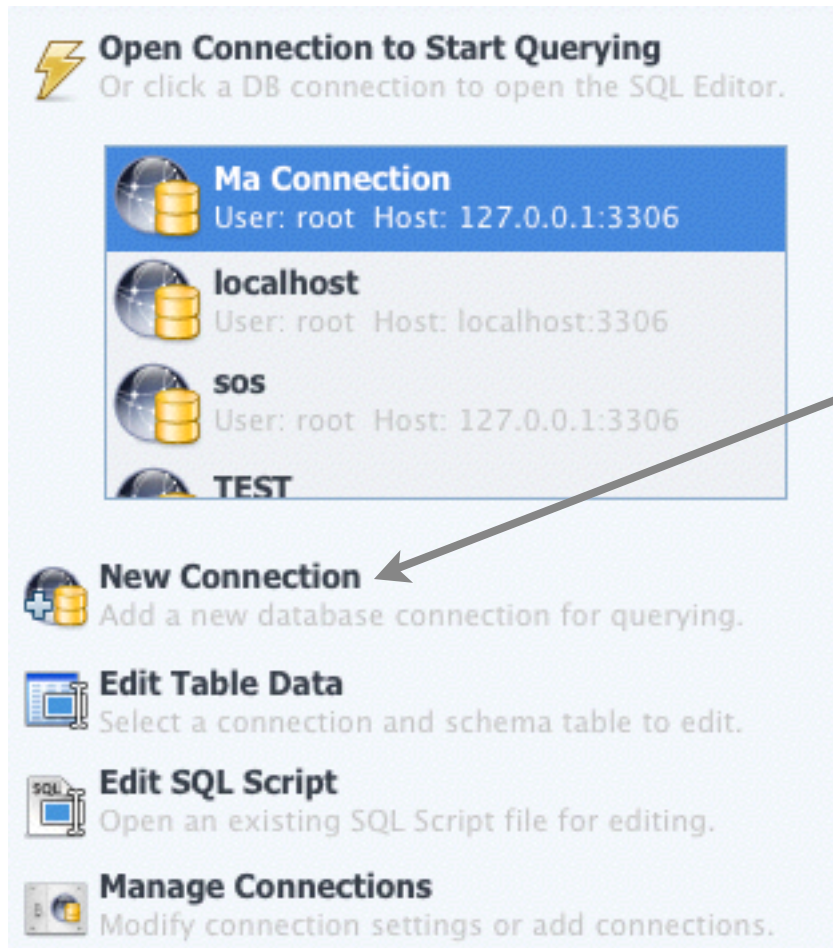 Open Connection to Start Querying
Or click a DB connection to open the SQL Editor.
Ma Connection
User: root Host: 127.0.0.1:3306
localhost
User: root Host: localhost:3306
sos
User: root Host: 127.0.0.1:3306
TEST
New Connection
Add a new database connection for querying.
Edit Table Data
Select a connection and schema table to edit.
SQL
Edit SQL Script
Open an existing SQL Script file for editing.
Manage Connections
Modify connection settings or add connections.